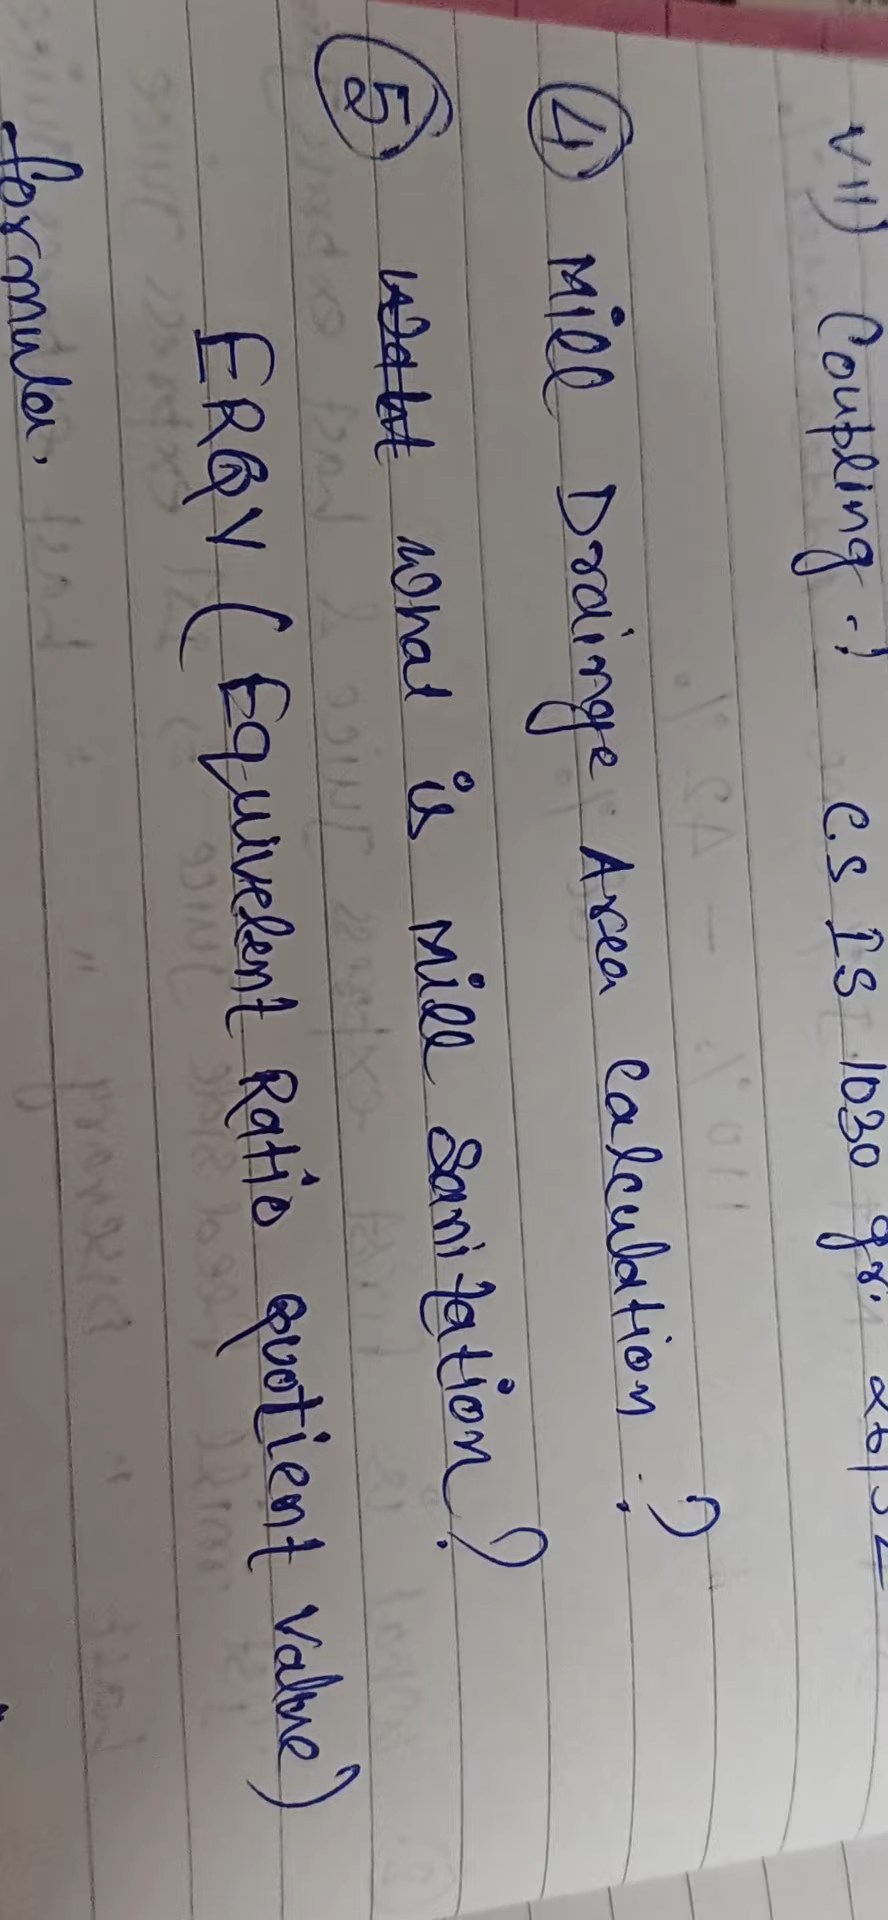 VII) Coupling :- C.S IS 1030 gr.
④ Mill Drainge Area Calculation ?
⑤ what is Mill Sanitation ?
ERQV ( Equivelent Ratio quotient Value)
formula.